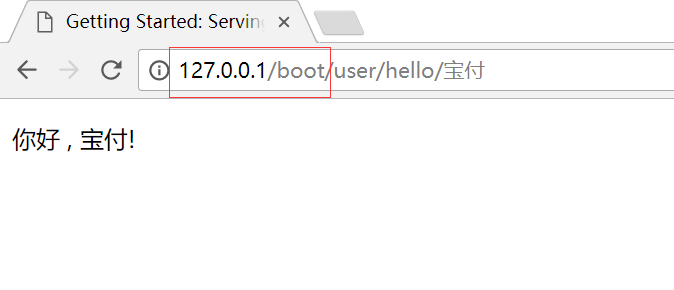 Getting Started: Servin
127.0.0.1/boot/user/hello/宝付
你好 , 宝付!